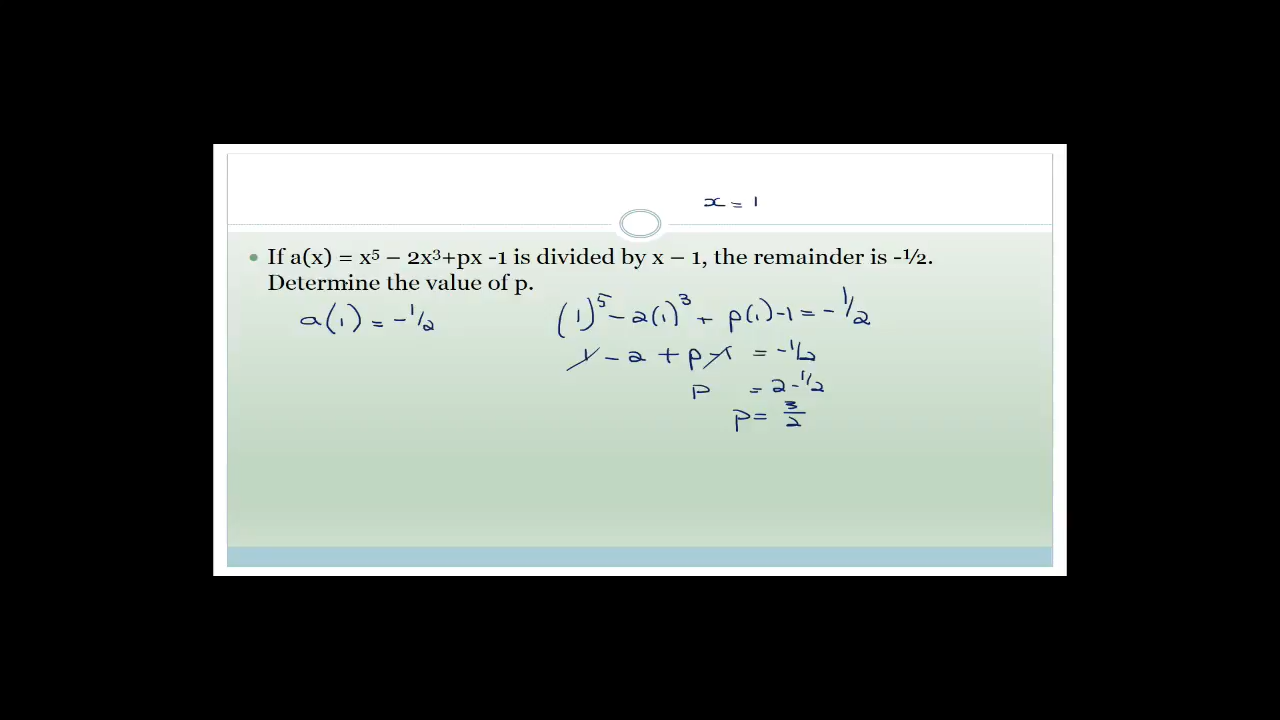 x = 1
• If a(x) = x⁵ – 2x³+px -1 is divided by x – 1, the remainder is -½.
Determine the value of p.
a(1) = -1/2
(1)⁵ - 2(1)³ + p(1) - 1 = - 1/2
1 - 2 + p - 1 = -1/2
p = 2 - 1/2
p = 3/2